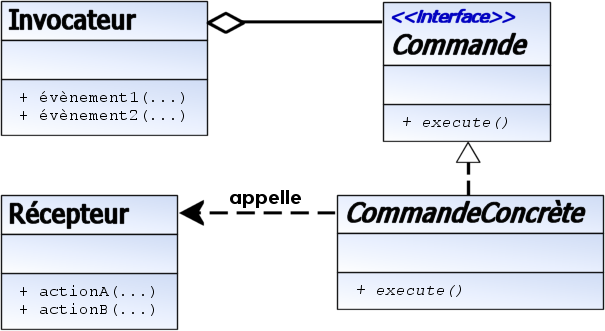 Invocateur
+ évènement1(...)
+ évènement2(...)
<<Interface>>
Commande
+ execute()
appelle
Récepteur
+ actionA(...)
+ actionB(...)
CommandeConcrète
+ execute()